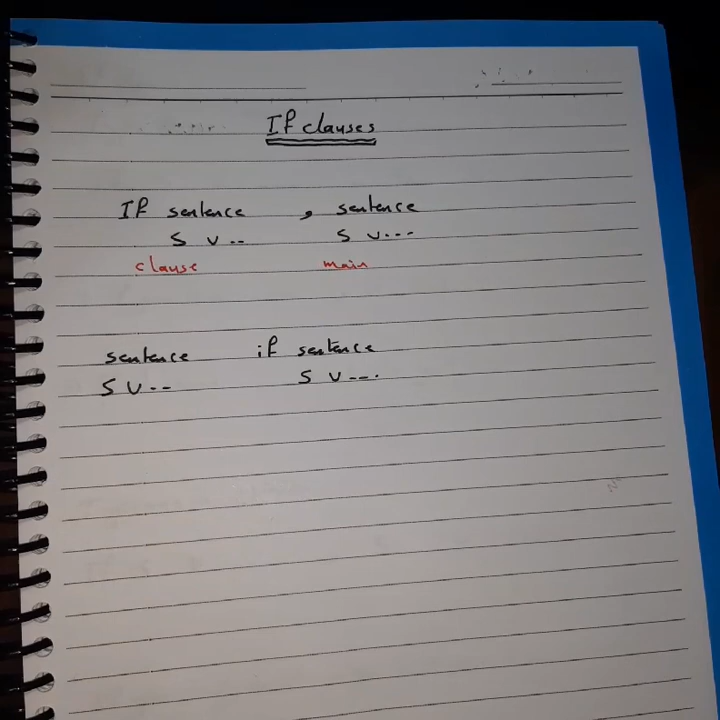 If clauses
If sentence , sentence
S v .. S v ...
clause main
sentence if sentence
S v -- S v ---.